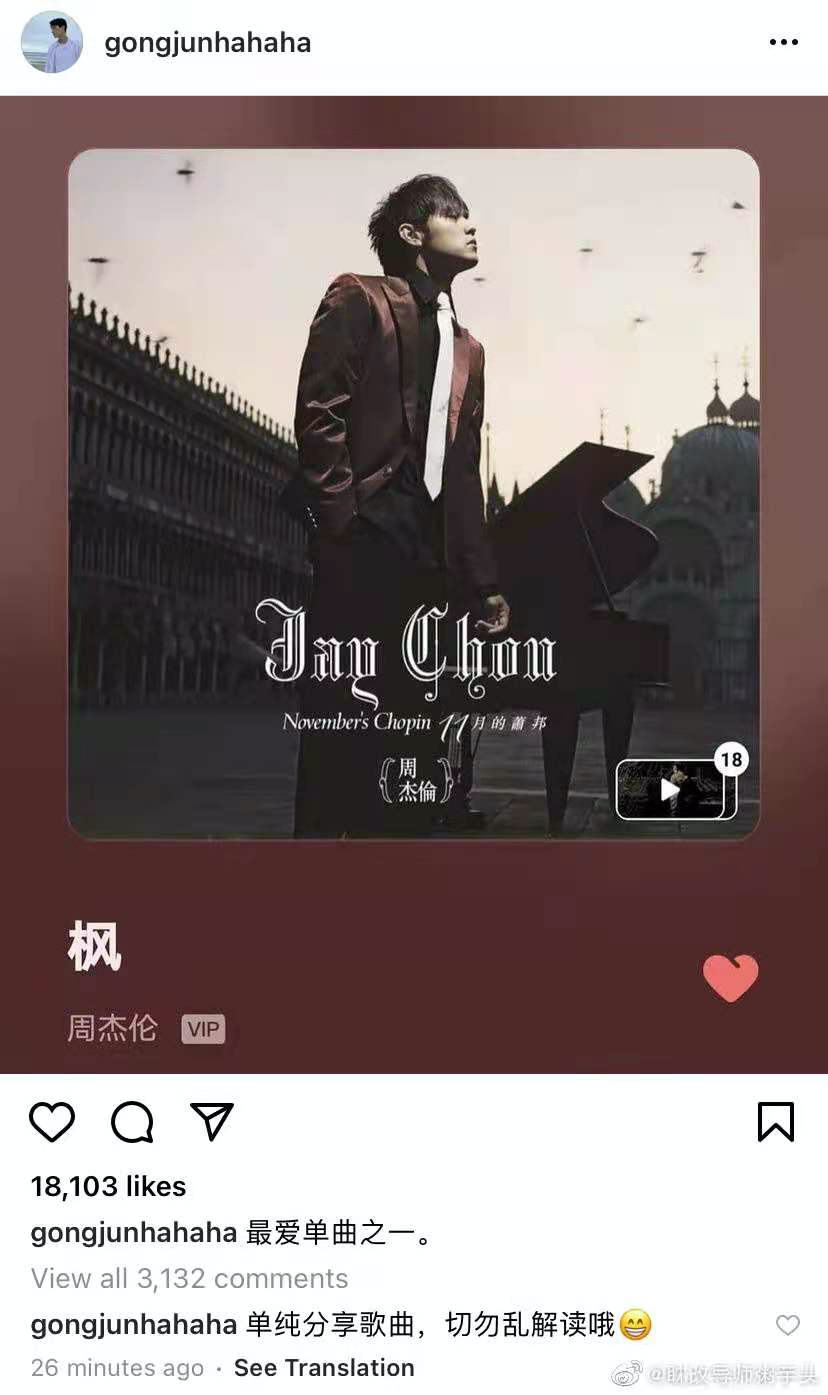 gongjunhahaha
Jay Chou
November's Chopin 11月的蕭邦
周
杰倫
18
枫
周杰伦 VIP
18,103 likes
gongjunhahaha 最爱单曲之一。
View all 3,132 comments
gongjunhahaha 单纯分享歌曲，切勿乱解读哦😁
26 minutes ago · See Translation